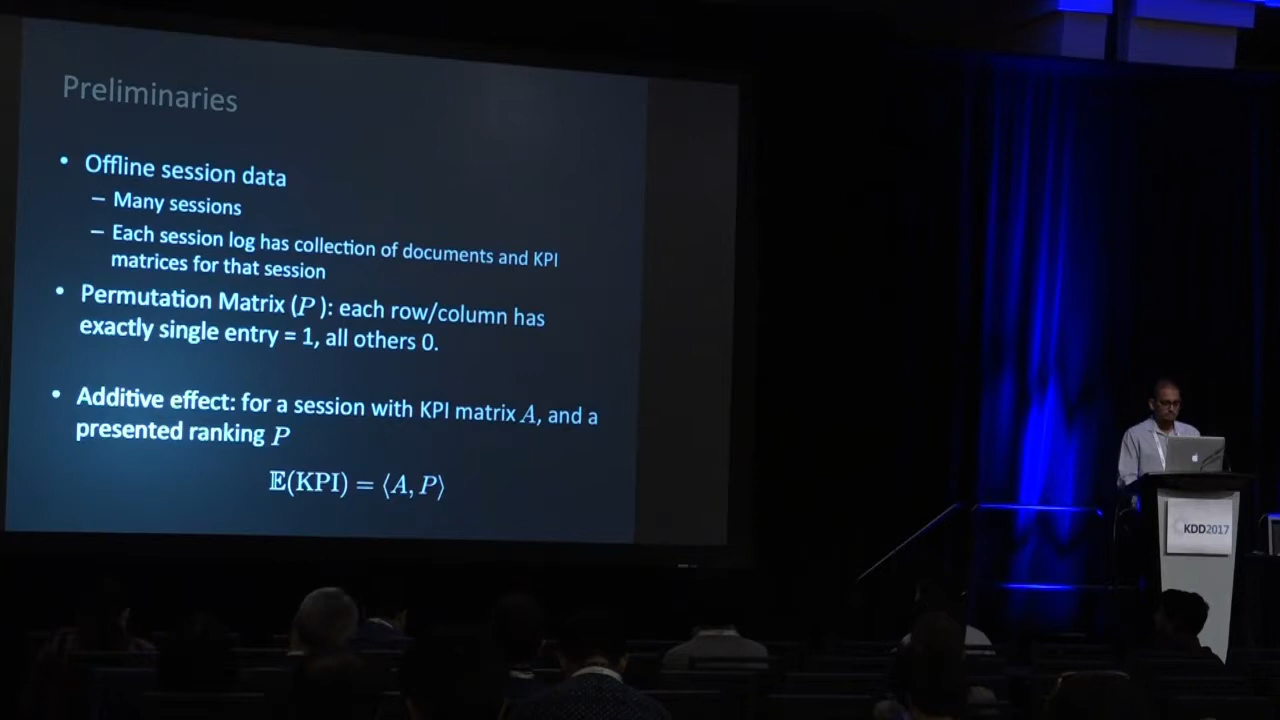 Preliminaries
• Offline session data
– Many sessions
– Each session log has collection of documents and KPI
matrices for that session
• Permutation Matrix (P ): each row/column has
exactly single entry = 1, all others 0.
• Additive effect: for a session with KPI matrix A, and a
presented ranking P
𝔼(KPI) = ⟨A, P⟩
KDD2017